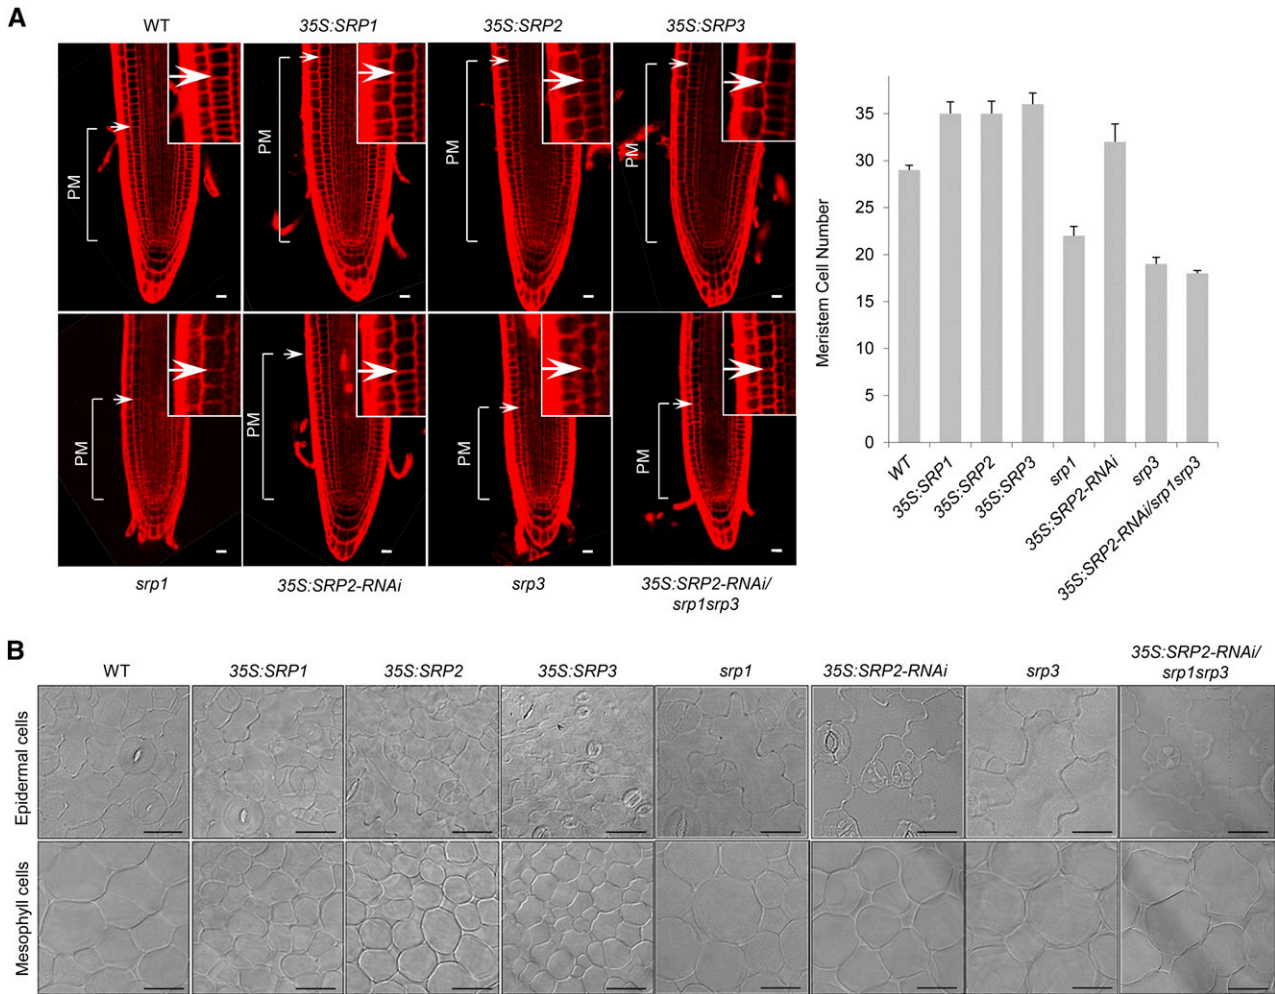 A
WT
35S:SRP1
35S:SRP2
35S:SRP3
PM
PM
PM
PM
PM
PM
PM
PM
srp1
35S:SRP2-RNAi
srp3
35S:SRP2-RNAi/
srp1srp3
Meristem Cell Number
35
30
25
20
15
10
5
0
WT
35S:SRP1
35S:SRP2
35S:SRP3
srp1
35S:SRP2-RNAi
srp3
35S:SRP2-RNAi/srp1srp3
B
WT
35S:SRP1
35S:SRP2
35S:SRP3
srp1
35S:SRP2-RNAi
srp3
35S:SRP2-RNAi/
srp1srp3
Epidermal cells
Mesophyll cells